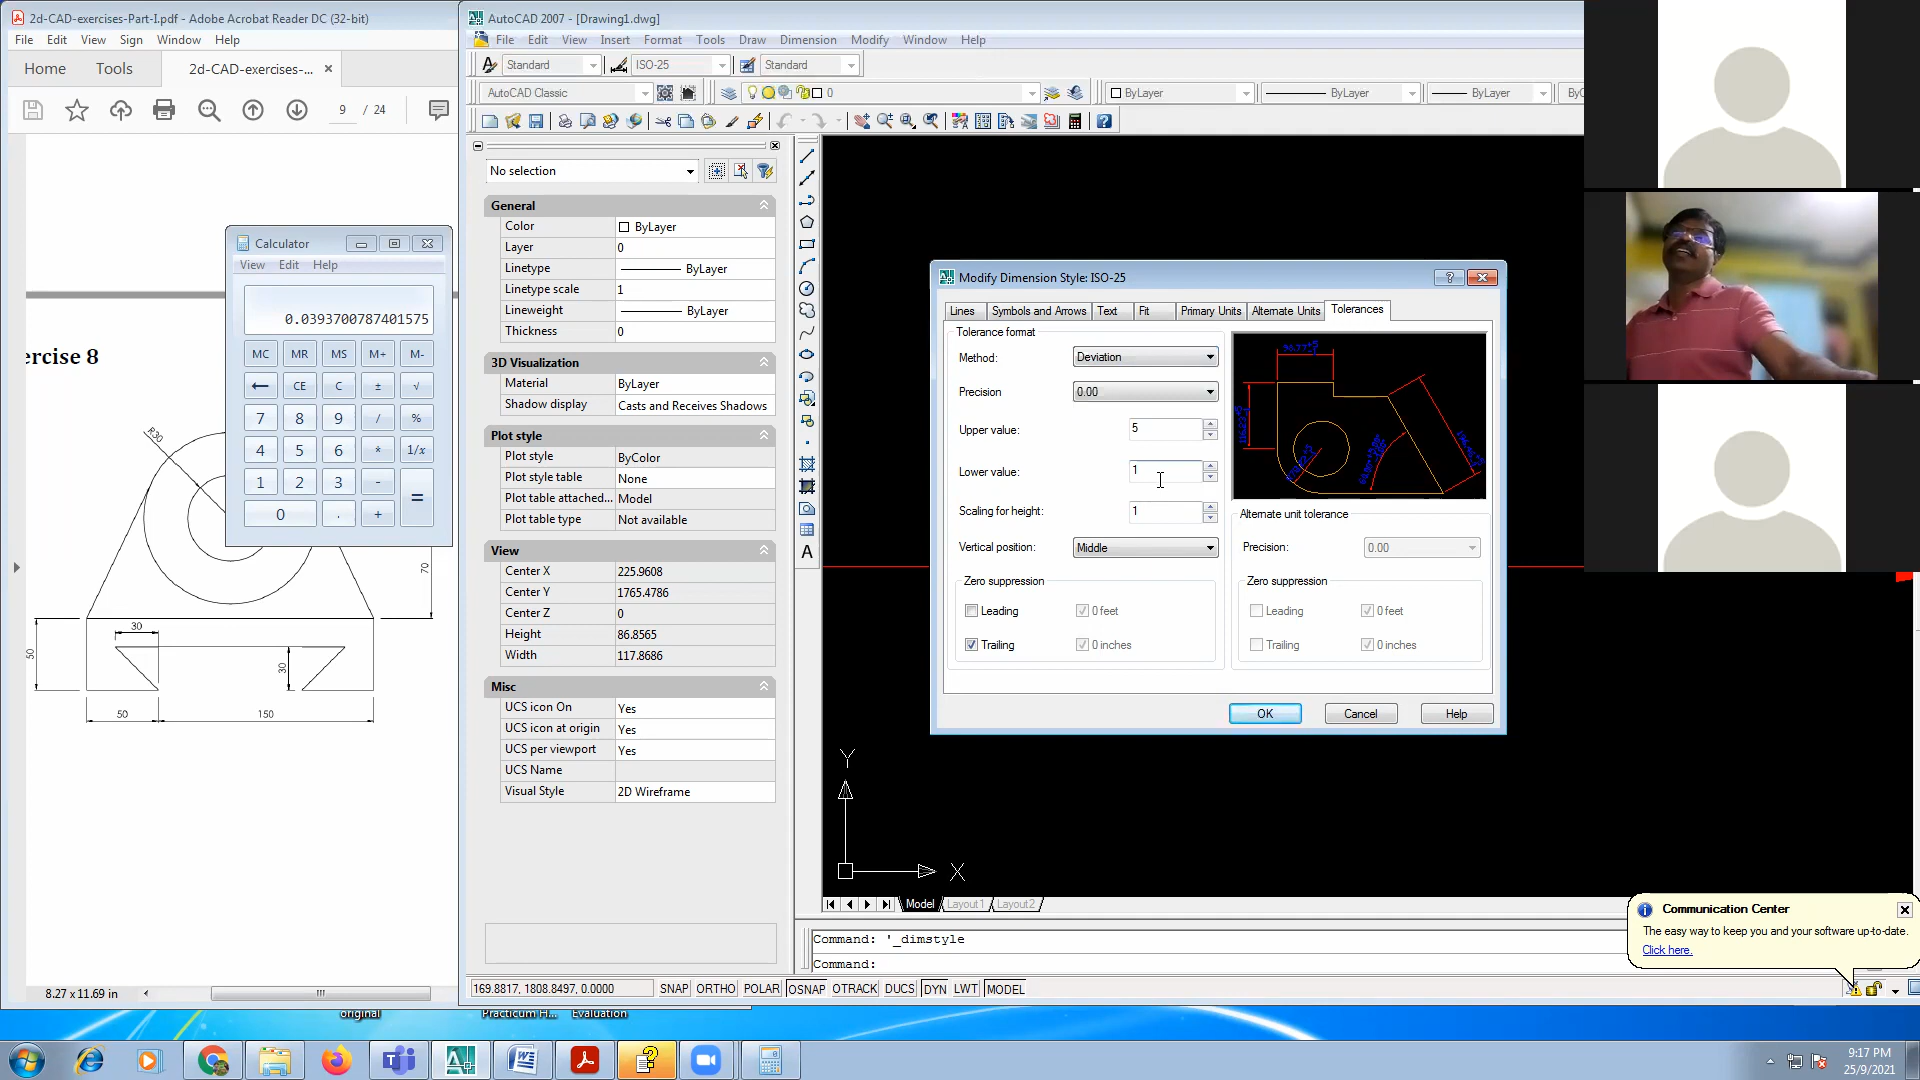 2d-CAD-exercises-Part-I.pdf - Adobe Acrobat Reader DC (32-bit)
File Edit View Sign Window Help
Home Tools 2d-CAD-exercises-...
9 / 24
ercise 8
R30
70
30
30
50
50 150
8.27 x 11.69 in
Calculator
View Edit Help
0.0393700787401575
MC MR MS M+ M-
← CE C ± √
7 8 9 / %
4 5 6 * 1/x
1 2 3 - =
0 . +
AutoCAD 2007 - [Drawing1.dwg]
File Edit View Insert Format Tools Draw Dimension Modify Window Help
Standard ISO-25 Standard
AutoCAD Classic 0 ByLayer ByLayer ByLayer ByC
No selection
General
Color ByLayer
Layer 0
Linetype ByLayer
Linetype scale 1
Lineweight ByLayer
Thickness 0
3D Visualization
Material ByLayer
Shadow display Casts and Receives Shadows
Plot style
Plot style ByColor
Plot style table None
Plot table attached... Model
Plot table type Not available
View
Center X 225.9608
Center Y 1765.4786
Center Z 0
Height 86.8565
Width 117.8686
Misc
UCS icon On Yes
UCS icon at origin Yes
UCS per viewport Yes
UCS Name
Visual Style 2D Wireframe
Modify Dimension Style: ISO-25
Lines Symbols and Arrows Text Fit Primary Units Alternate Units Tolerances
Tolerance format
Method: Deviation
Precision 0.00
Upper value: 5
Lower value: 1
Scaling for height: 1
Vertical position: Middle
Zero suppression
Leading 0 feet
Trailing 0 inches
Alternate unit tolerance
Precision: 0.00
Zero suppression
Leading 0 feet
Trailing 0 inches
OK Cancel Help
Y
X
Model Layout1 Layout2
Command: '_dimstyle
Command:
169.8817, 1808.8497, 0.0000 SNAP ORTHO POLAR OSNAP OTRACK DUCS DYN LWT MODEL
Communication Center
The easy way to keep you and your software up-to-date.
Click here.
original Practicum H... Evaluation
9:17 PM
25/9/2021